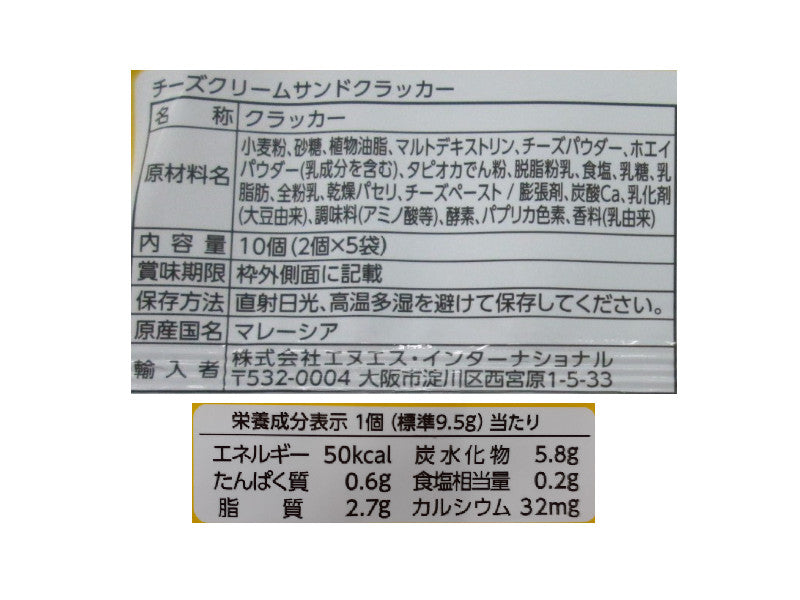 チーズクリームサンドクラッカー
名 称 クラッカー
原材料名 小麦粉、砂糖、植物油脂、マルトデキストリン、チーズパウダー、ホエイ
パウダー(乳成分を含む)、タピオカでん粉、脱脂粉乳、食塩、乳糖、乳
脂肪、全粉乳、乾燥パセリ、チーズペースト / 膨張剤、炭酸Ca、乳化剤
(大豆由来)、調味料(アミノ酸等)、酵素、パプリカ色素、香料(乳由来)
内 容 量 10個(2個×5袋)
賞味期限 枠外側面に記載
保存方法 直射日光、高温多湿を避けて保存してください。
原産国名 マレーシア
輸 入 者 株式会社エヌエス・インターナショナル
〒532-0004 大阪市淀川区西宮原1-5-33
栄養成分表示 1個 (標準9.5g) 当たり
エネルギー 50kcal 炭水化物 5.8g
たんぱく質 0.6g 食塩相当量 0.2g
脂 質 2.7g カルシウム 32mg